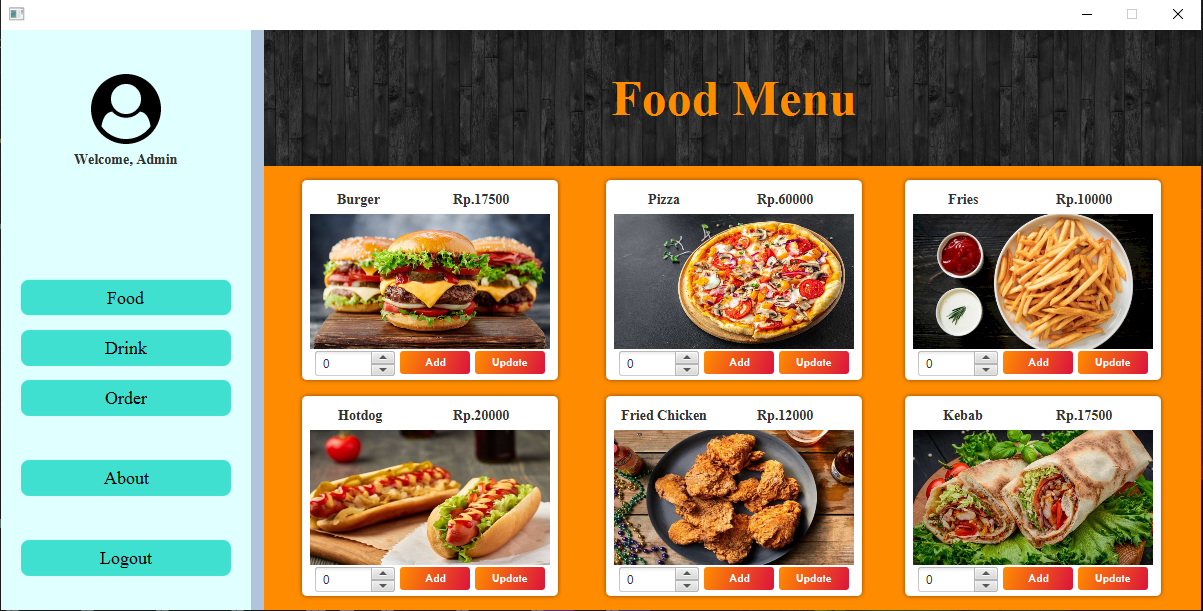 Welcome, Admin
Food
Drink
Order
About
Logout
Food Menu
Burger Rp.17500
0 Add Update
Pizza Rp.60000
0 Add Update
Fries Rp.10000
0 Add Update
Hotdog Rp.20000
0 Add Update
Fried Chicken Rp.12000
0 Add Update
Kebab Rp.17500
0 Add Update